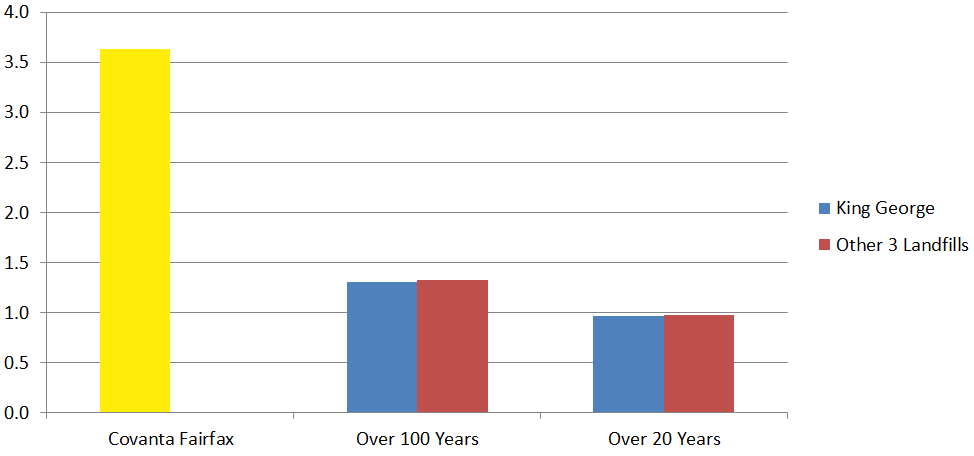 4.0
3.5
3.0
2.5
2.0
1.5
1.0
0.5
0.0
Covanta Fairfax
Over 100 Years
Over 20 Years
King George
Other 3 Landfills